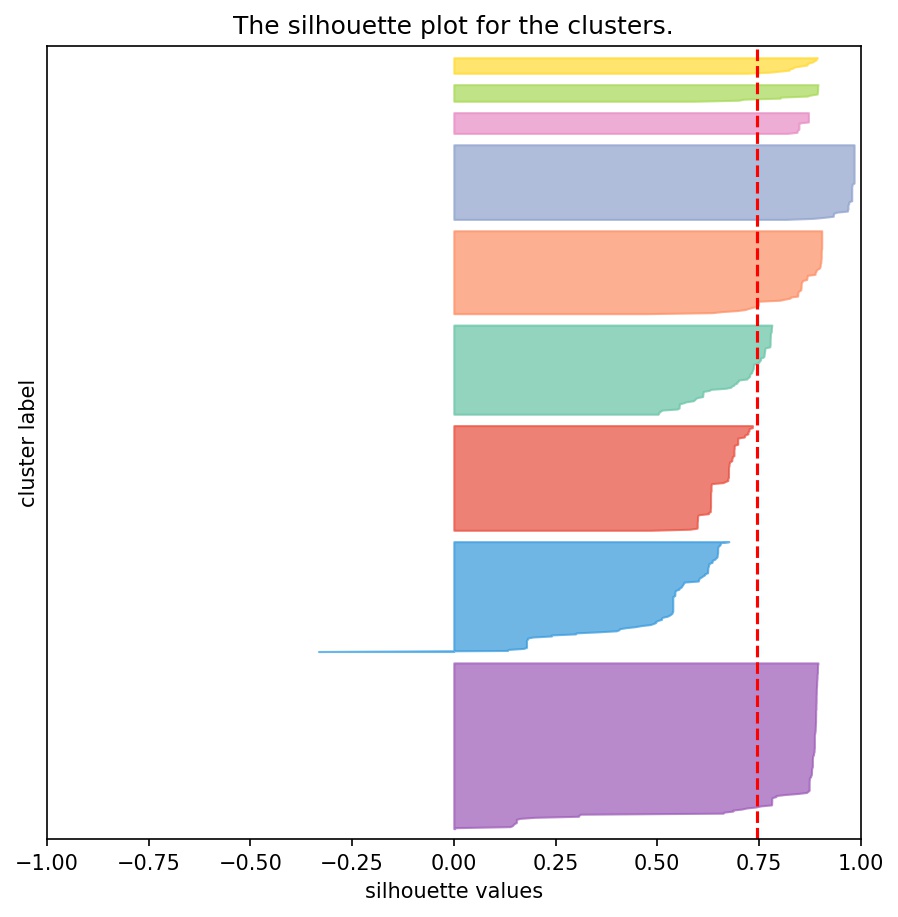 The silhouette plot for the clusters.
cluster label
−1.00 −0.75 −0.50 −0.25 0.00 0.25 0.50 0.75 1.00
silhouette values